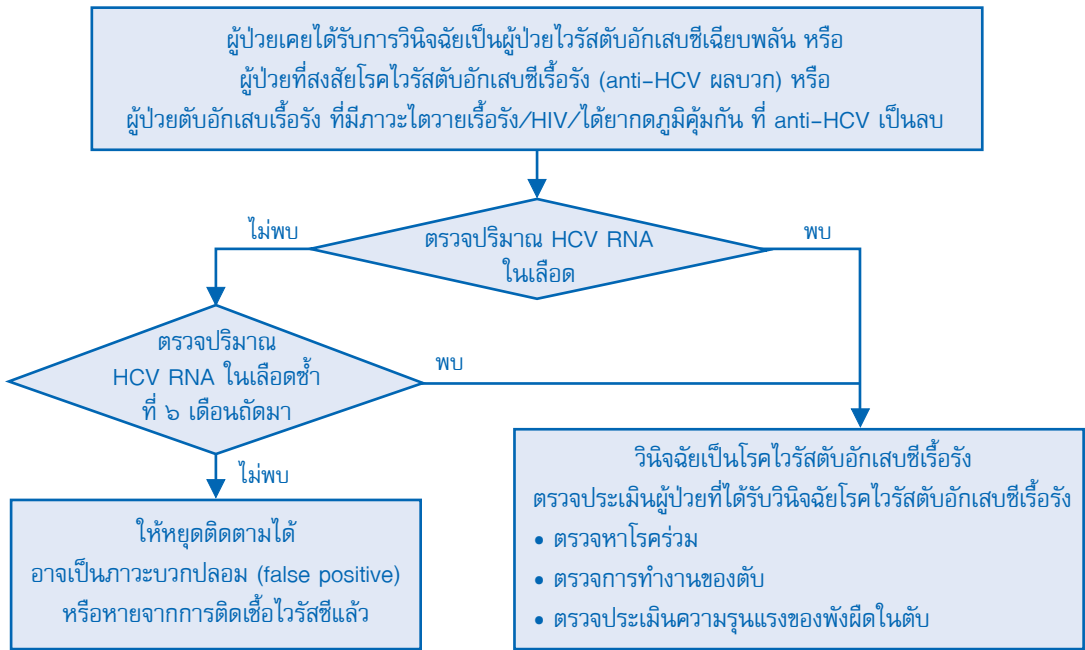 ผู้ป่วยเคยได้รับการวินิจฉัยเป็นผู้ป่วยไวรัสตับอักเสบซีเฉียบพลัน หรือ
ผู้ป่วยที่สงสัยโรคไวรัสตับอักเสบซีเรื้อรัง (anti-HCV ผลบวก) หรือ
ผู้ป่วยตับอักเสบเรื้อรัง ที่มีภาวะไตวายเรื้อรัง/HIV/ได้ยากดภูมิคุ้มกัน ที่ anti-HCV เป็นลบ
ไม่พบ
ตรวจปริมาณ HCV RNA
ในเลือด
พบ
ตรวจปริมาณ
HCV RNA ในเลือดซ้ำ
ที่ ๖ เดือนถัดมา
พบ
ไม่พบ
ให้หยุดติดตามได้
อาจเป็นภาวะบวกปลอม (false positive)
หรือหายจากการติดเชื้อไวรัสซีแล้ว
วินิจฉัยเป็นโรคไวรัสตับอักเสบซีเรื้อรัง
ตรวจประเมินผู้ป่วยที่ได้รับวินิจฉัยโรคไวรัสตับอักเสบซีเรื้อรัง
• ตรวจหาโรคร่วม
• ตรวจการทำงานของตับ
• ตรวจประเมินความรุนแรงของพังผืดในตับ